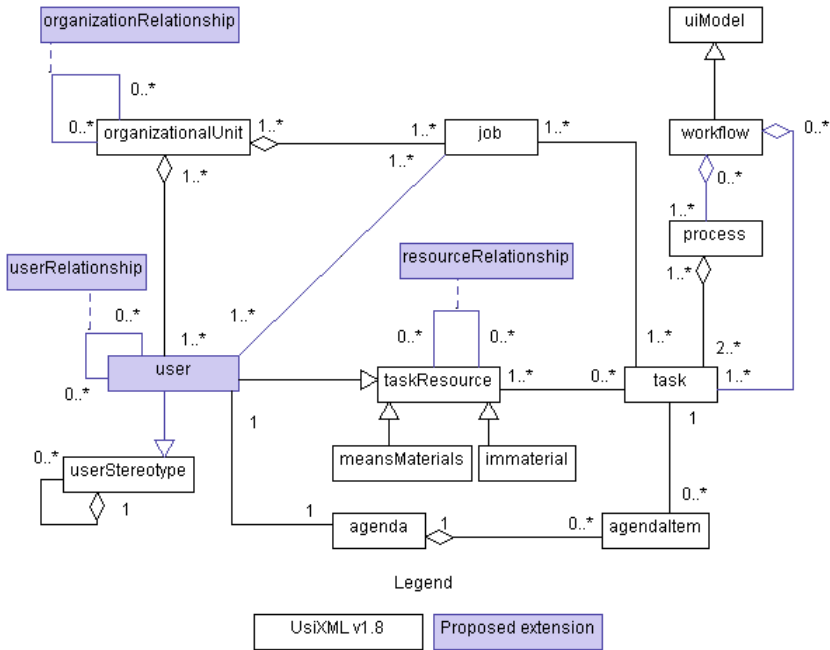 organizationRelationship
uiModel
0..*
0..*
organizationalUnit
1..*
1..*
job
1..*
workflow
0..*
1..*
1..*
0..*
1..*
process
userRelationship
resourceRelationship
1..*
0..*
1..*
1..*
0..*
0..*
1..*
2..*
user
0..*
taskResource
1..*
0..*
task
1..*
1
1
meansMaterials
immaterial
0..*
userStereotype
1
0..*
1
agenda
1
0..*
agendaItem
Legend
UsiXML v1.8
Proposed extension